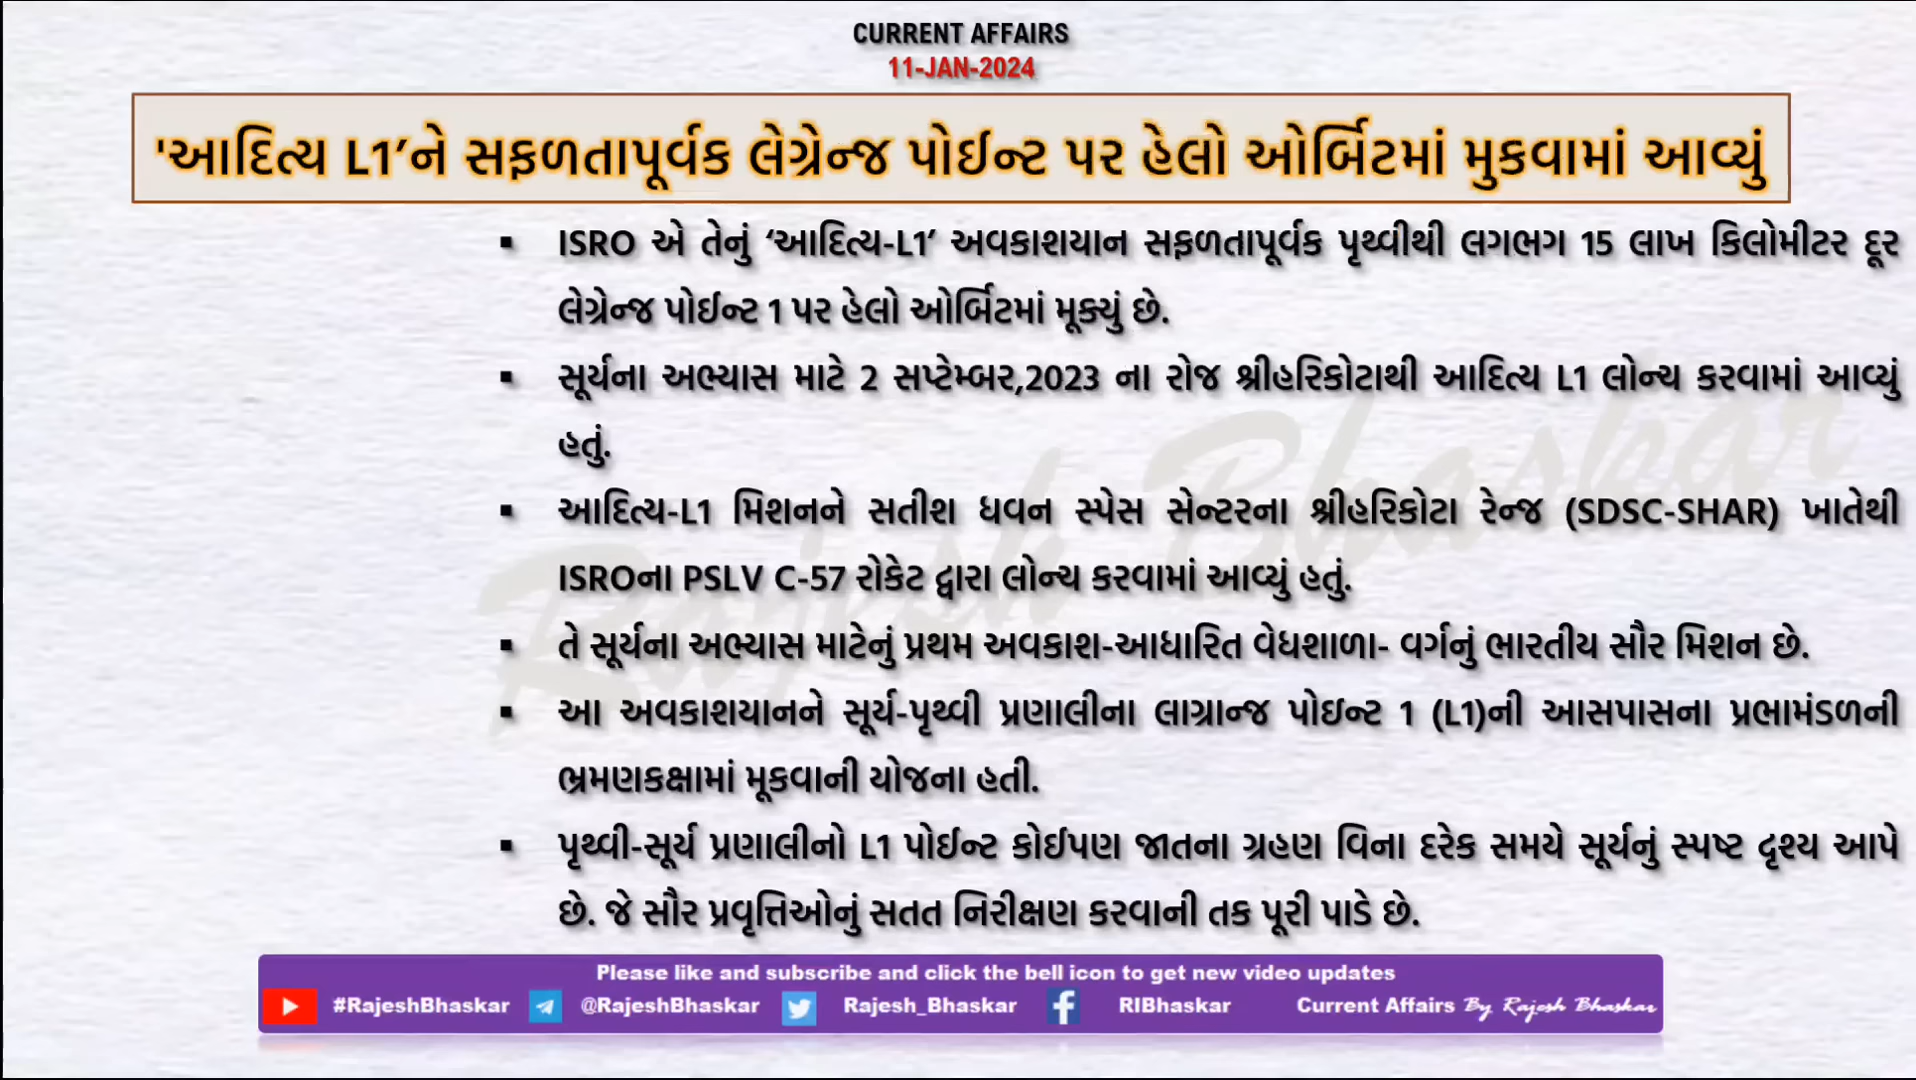 CURRENT AFFAIRS
11-JAN-2024
'આદિત્ય L1’ને સફળતાપૂર્વક લેગ્રેન્જ પોઈન્ટ પર હેલો ઓર્બિટમાં મુકવામાં આવ્યું
▪ ISRO એ તેનું ‘આદિત્ય-L1’ અવકાશયાન સફળતાપૂર્વક પૃથ્વીથી લગભગ 15 લાખ કિલોમીટર દૂર
લેગ્રેન્જ પોઈન્ટ 1 પર હેલો ઓર્બિટમાં મૂક્યું છે.
▪ સૂર્યના અભ્યાસ માટે 2 સપ્ટેમ્બર,2023 ના રોજ શ્રીહરિકોટાથી આદિત્ય L1 લોન્ચ કરવામાં આવ્યું
હતું.
▪ આદિત્ય-L1 મિશનને સતીશ ધવન સ્પેસ સેન્ટરના શ્રીહરિકોટા રેન્જ (SDSC-SHAR) ખાતેથી
ISROના PSLV C-57 રોકેટ દ્વારા લોન્ચ કરવામાં આવ્યું હતું.
▪ તે સૂર્યના અભ્યાસ માટેનું પ્રથમ અવકાશ-આધારિત વેધશાળા- વર્ગનું ભારતીય સૌર મિશન છે.
▪ આ અવકાશયાનને સૂર્ય-પૃથ્વી પ્રણાલીના લાગ્રાન્જ પોઇન્ટ 1 (L1)ની આસપાસના પ્રભામંડળની
ભ્રમણકક્ષામાં મૂકવાની યોજના હતી.
▪ પૃથ્વી-સૂર્ય પ્રણાલીનો L1 પોઈન્ટ કોઈપણ જાતના ગ્રહણ વિના દરેક સમયે સૂર્યનું સ્પષ્ટ દૃશ્ય આપે
છે. જે સૌર પ્રવૃત્તિઓનું સતત નિરીક્ષણ કરવાની તક પૂરી પાડે છે.
Rajesh Bhaskar
Please like and subscribe and click the bell icon to get new video updates
#RajeshBhaskar @RajeshBhaskar Rajesh_Bhaskar RIBhaskar Current Affairs By Rajesh Bhaskar